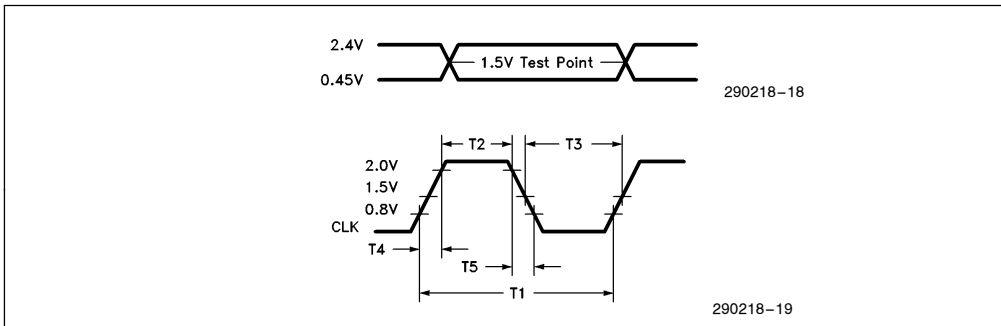 2.4V
1.5V Test Point
0.45V
290218–18
T2
T3
2.0V
1.5V
0.8V
CLK
T4
T5
T1
290218–19